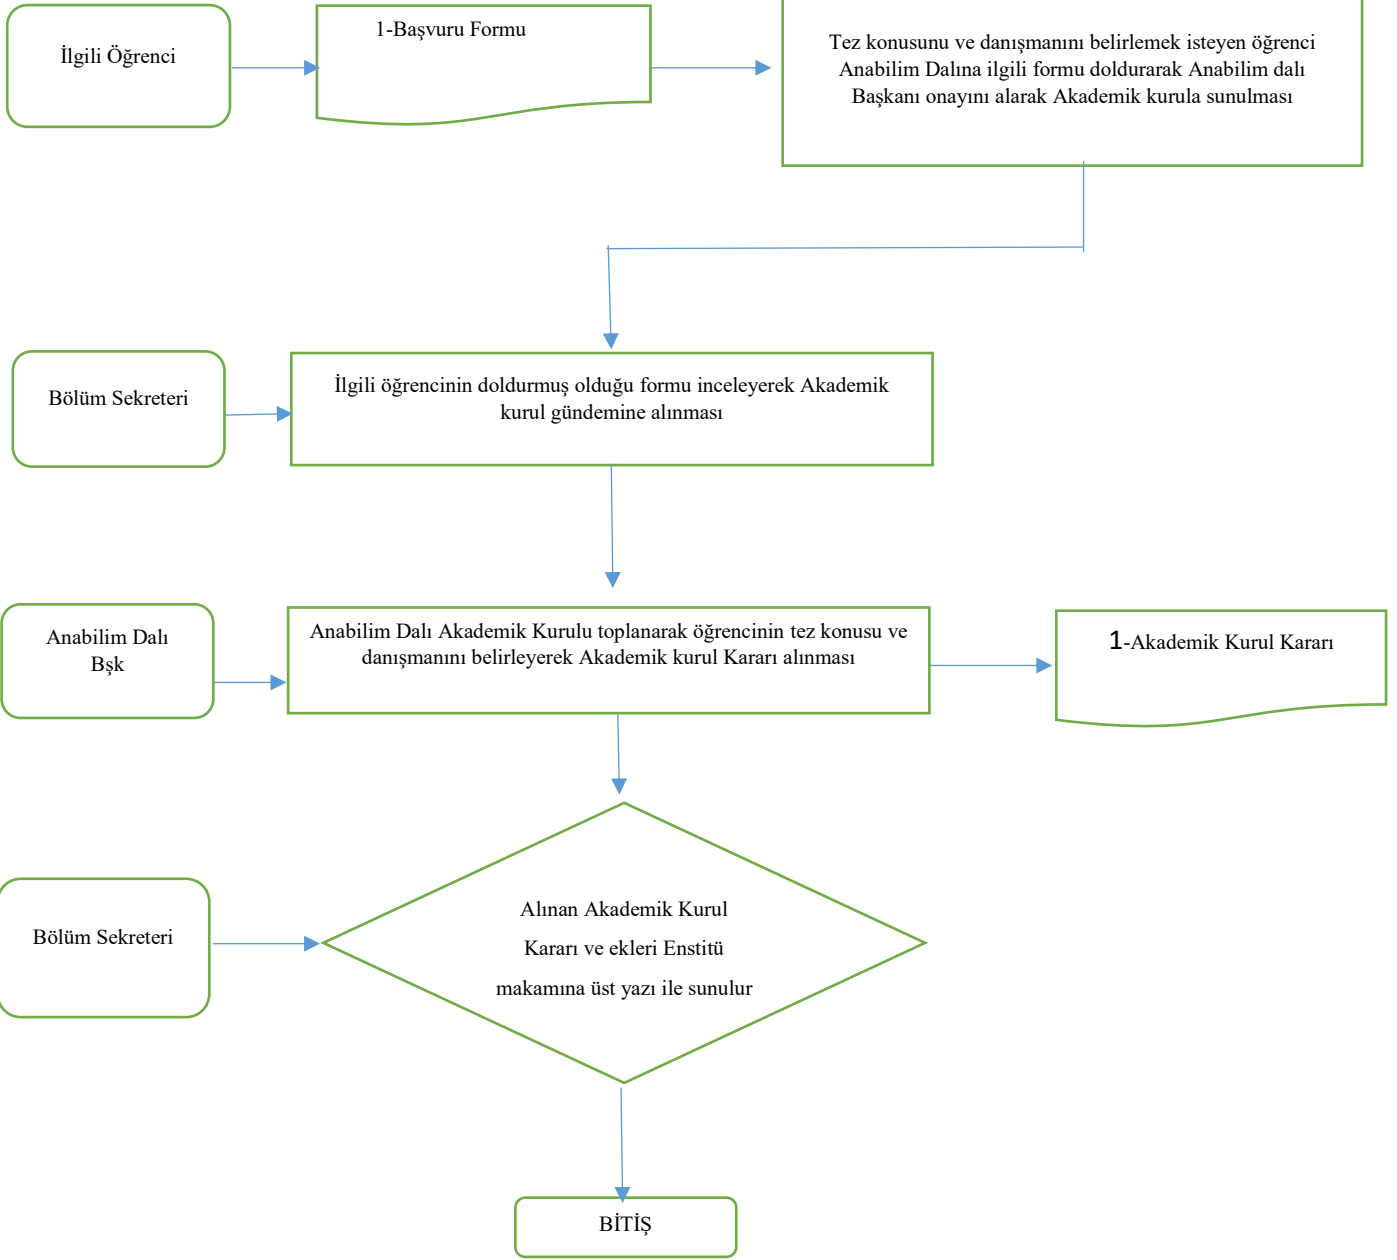 İlgili Öğrenci
1-Başvuru Formu
Tez konusunu ve danışmanını belirlemek isteyen öğrenci
Anabilim Dalına ilgili formu doldurarak Anabilim dalı
Başkanı onayını alarak Akademik kurula sunulması
Bölüm Sekreteri
İlgili öğrencinin doldurmuş olduğu formu inceleyerek Akademik
kurul gündemine alınması
Anabilim Dalı
Bşk
Anabilim Dalı Akademik Kurulu toplanarak öğrencinin tez konusu ve
danışmanını belirleyerek Akademik kurul Kararı alınması
1-Akademik Kurul Kararı
Bölüm Sekreteri
Alınan Akademik Kurul
Kararı ve ekleri Enstitü
makamına üst yazı ile sunulur
BİTİŞ